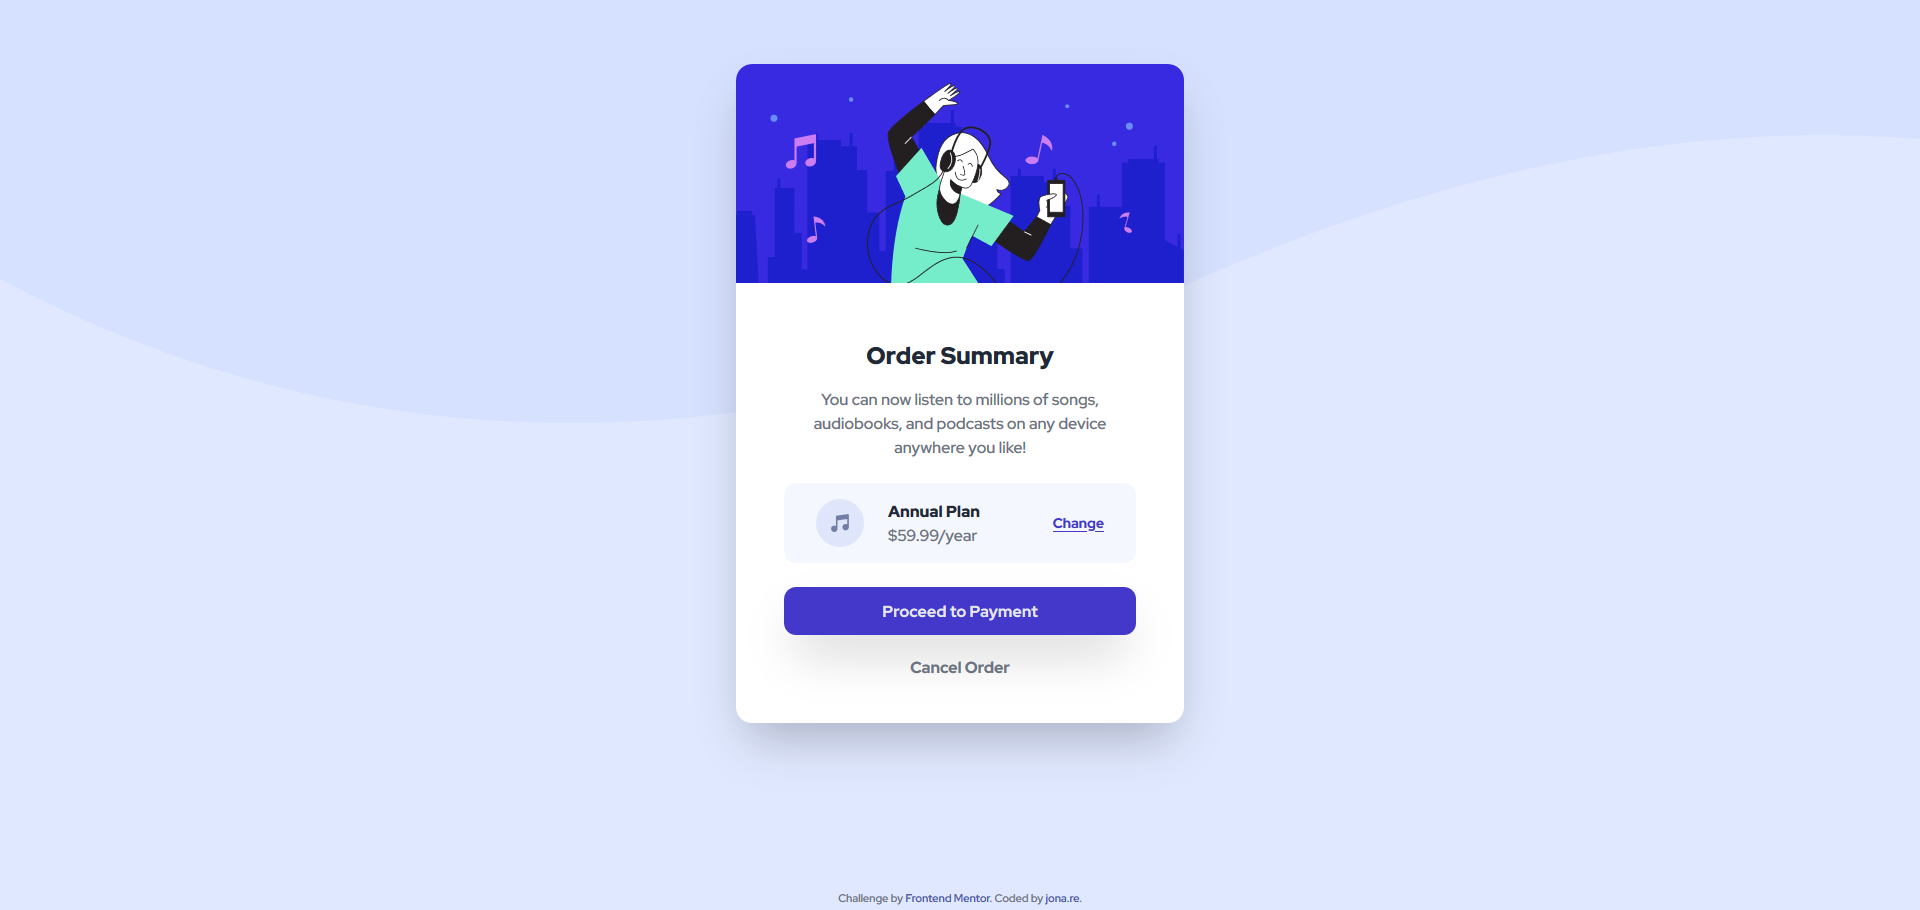 Order Summary
You can now listen to millions of songs,
audiobooks, and podcasts on any device
anywhere you like!
Annual Plan
$59.99/year
Change
Proceed to Payment
Cancel Order
Challenge by Frontend Mentor. Coded by jona.re.